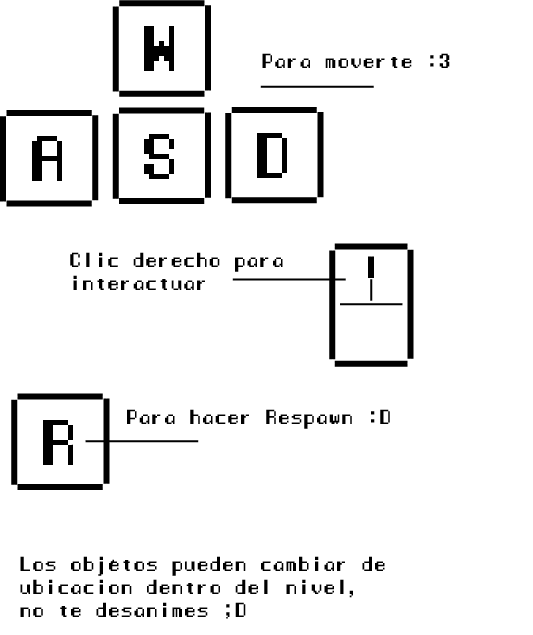 W
Para moverte :3
A S D
Clic derecho para
interactuar
R
Para hacer Respawn :D
Los objetos pueden cambiar de
ubicacion dentro del nivel,
no te desanimes ;D